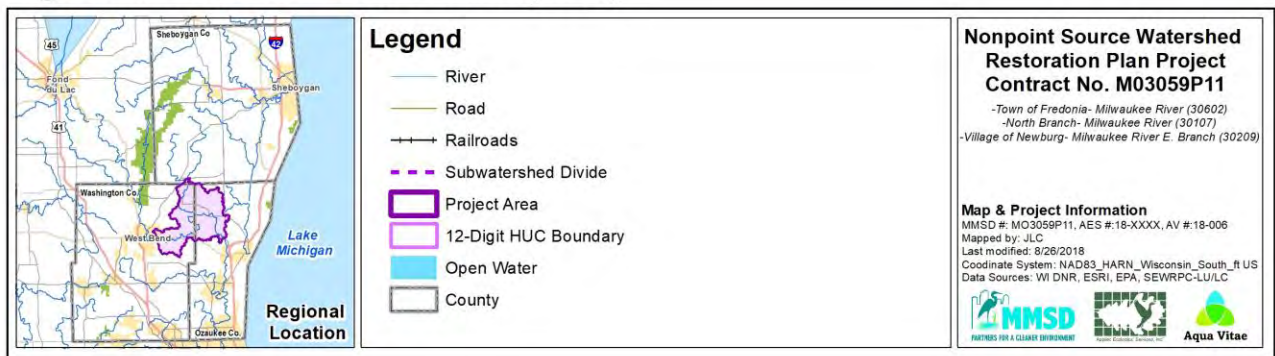 Sheboygan Co
45
42
Fond
du Lac
Sheboygan
41
Washington Co.
West Bend
Lake
Michigan
Regional
Location
Ozaukee Co.
Legend
River
Road
Railroads
Subwatershed Divide
Project Area
12-Digit HUC Boundary
Open Water
County
Nonpoint Source Watershed
Restoration Plan Project
Contract No. M03059P11
-Town of Fredonia- Milwaukee River (30602)
-North Branch- Milwaukee River (30107)
-Village of Newburg- Milwaukee River E. Branch (30209)
Map & Project Information
MMSD #: MO3059P11, AES #:18-XXXX, AV #:18-006
Mapped by: JLC
Last modified: 8/26/2018
Coodinate System: NAD83_HARN_Wisconsin_South_ft US
Data Sources: WI DNR, ESRI, EPA, SEWRPC-LU/LC
MMSD
PARTNERS FOR A CLEANER ENVIRONMENT
Applied Ecological Services, Inc.
Aqua Vitae